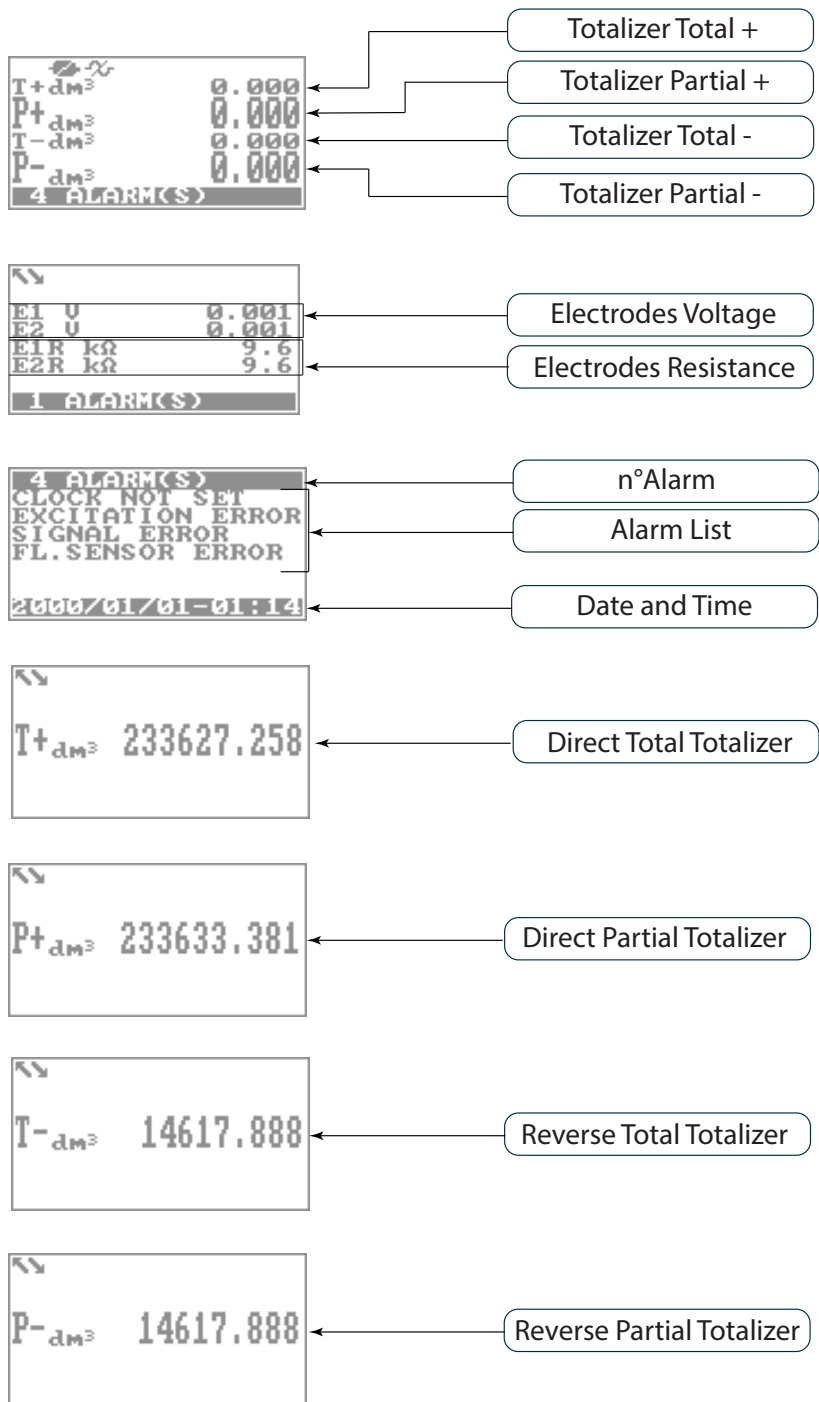 Totalizer Total +
T+dm³ 0.000
Totalizer Partial +
P+dm³ 0.000
Totalizer Total -
T-dm³ 0.000
Totalizer Partial -
P-dm³ 0.000
4 ALARM(S)
E1 V 0.001
E2 V 0.001
Electrodes Voltage
E1R kΩ 9.6
E2R kΩ 9.6
Electrodes Resistance
1 ALARM(S)
4 ALARM(S)
n°Alarm
CLOCK NOT SET
EXCITATION ERROR
SIGNAL ERROR
FL.SENSOR ERROR
Alarm List
2000/01/01-01:14
Date and Time
T+dm³ 233627.258
Direct Total Totalizer
P+dm³ 233633.381
Direct Partial Totalizer
T-dm³ 14617.888
Reverse Total Totalizer
P-dm³ 14617.888
Reverse Partial Totalizer